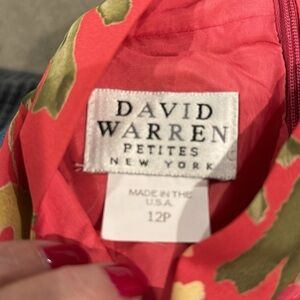 DAVID
WARREN
PETITES
NEW YORK
MADE IN THE
U.S.A.
12P